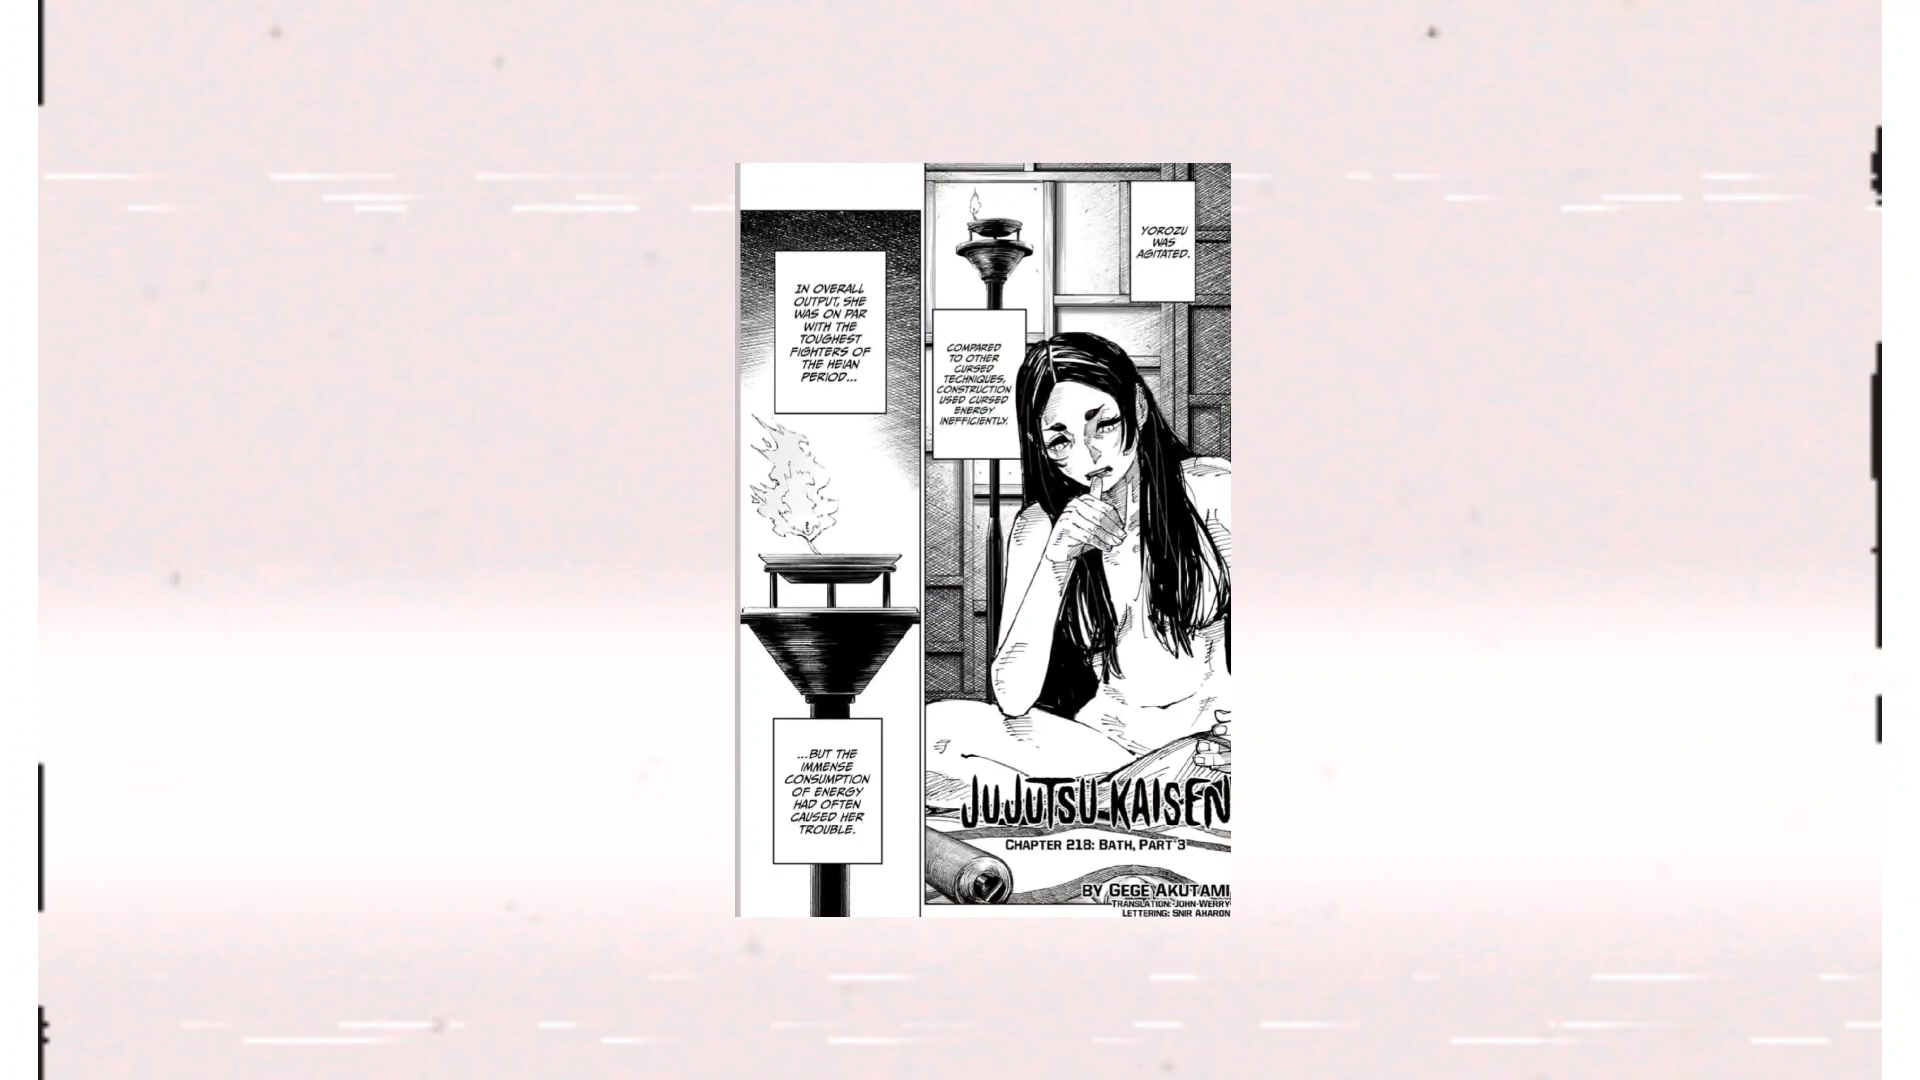 YOROZU
WAS
AGITATED.
COMPARED
TO OTHER
CURSED
TECHNIQUES,
CONSTRUCTION
USED CURSED
ENERGY
INEFFICIENTLY.
JUJUTSU KAISEN
CHAPTER 218: BATH, PART 3
BY GEGE AKUTAMI
TRANSLATION: JOHN WERRY
LETTERING: SNIR AHARON
IN OVERALL
OUTPUT, SHE
WAS ON PAR
WITH THE
TOUGHEST
FIGHTERS OF
THE HEIAN
PERIOD...
...BUT THE
IMMENSE
CONSUMPTION
OF ENERGY
HAD OFTEN
CAUSED HER
TROUBLE.